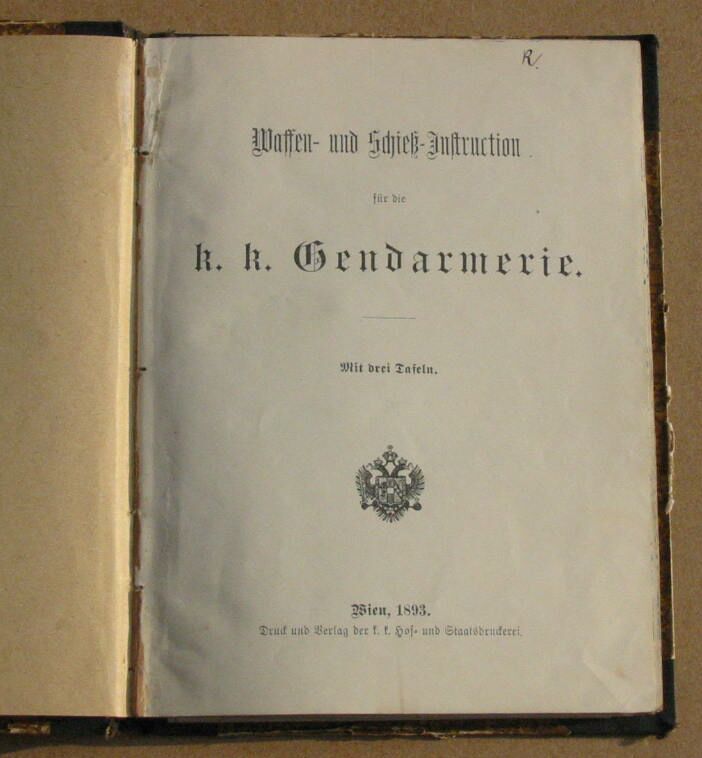 R.
Waffen- und Schieß-Instruction
für die
k. k. Gendarmerie.
Mit drei Tafeln.
Wien, 1893.
Druck und Verlag der k. k. Hof- und Staatsdruckerei.